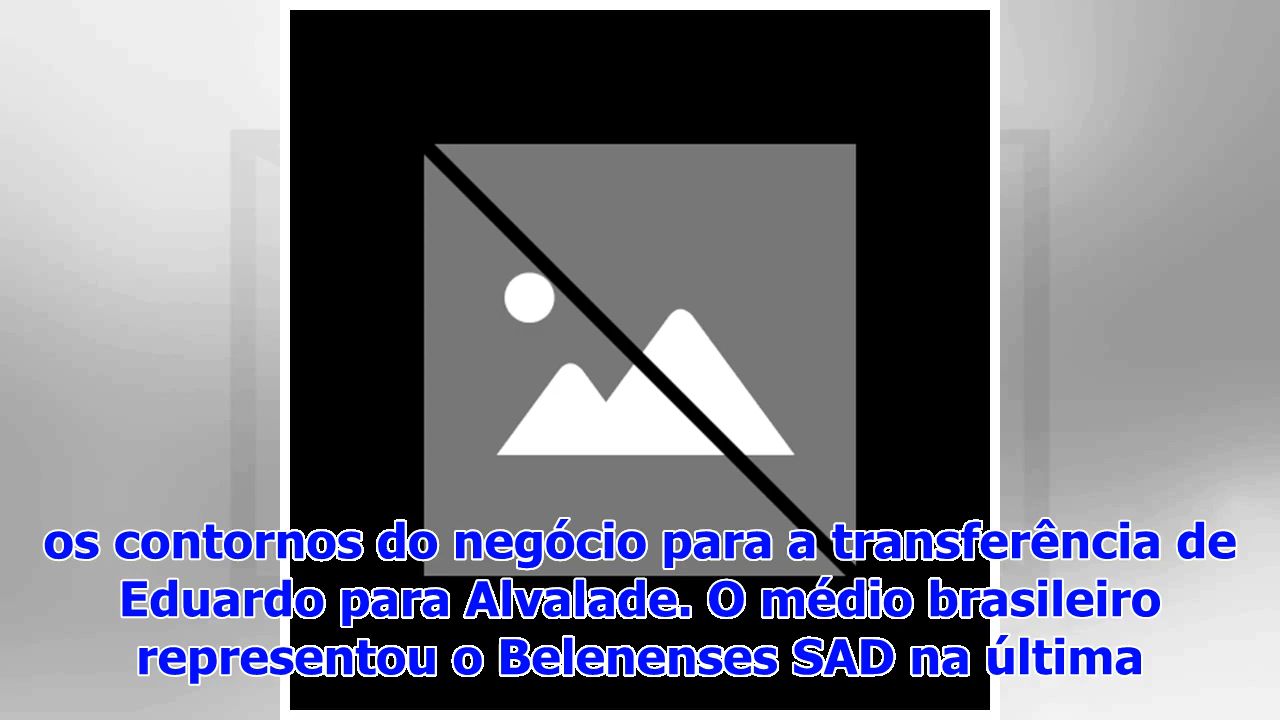 os contornos do negócio para a transferência de
Eduardo para Alvalade. O médio brasileiro
representou o Belenenses SAD na última